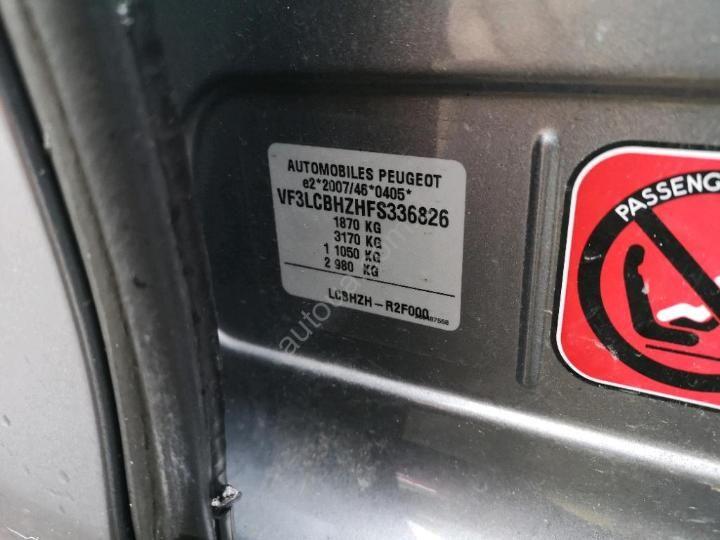 AUTOMOBILES PEUGEOT
e2*2007/46*0405*
VF3LCBHZHFS336826
1870 KG
3170 KG
1 1050 KG
2 980 KG
LCBHZH-R2F000
PASSENG